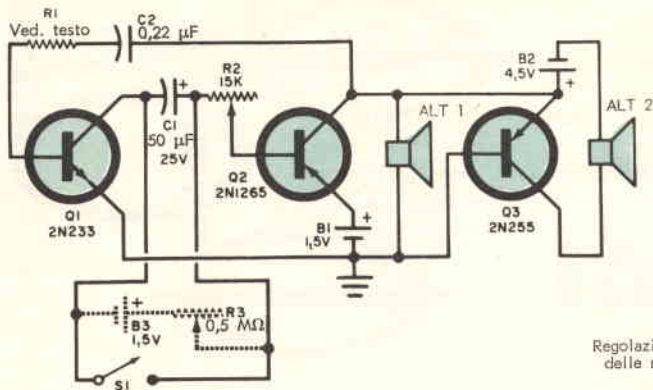 R1
Ved. testo
C2
0,22 µF
R2
15K
C1
50 µF
25V
Q1
2N233
Q2
2N1265
B1
1,5V
ALT 1
B2
4,5V
ALT 2
Q3
2N255
B3
1,5V
R3
0,5 MΩ
S1
Regolazi
delle r